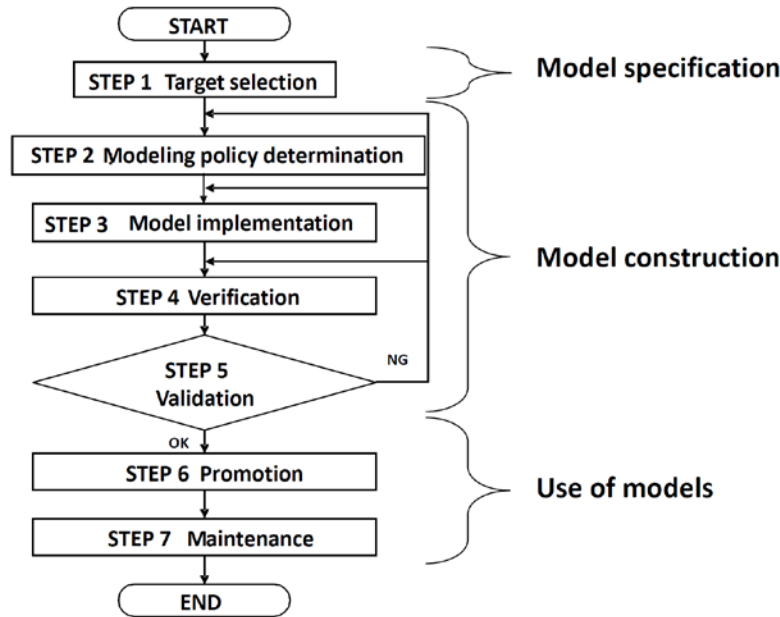 START
STEP 1 Target selection
Model specification
STEP 2 Modeling policy determination
STEP 3 Model implementation
Model construction
STEP 4 Verification
STEP 5
Validation
NG
OK
STEP 6 Promotion
Use of models
STEP 7 Maintenance
END